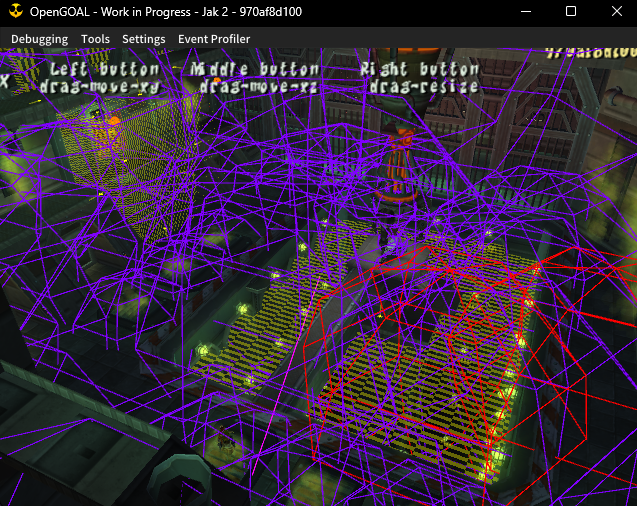 OpenGOAL - Work in Progress - Jak 2 - 970af8d100
Debugging Tools Settings Event Profiler
970af8d100
x Left button Middle button Right button
drag-move-xy drag-move-xz drag-resize